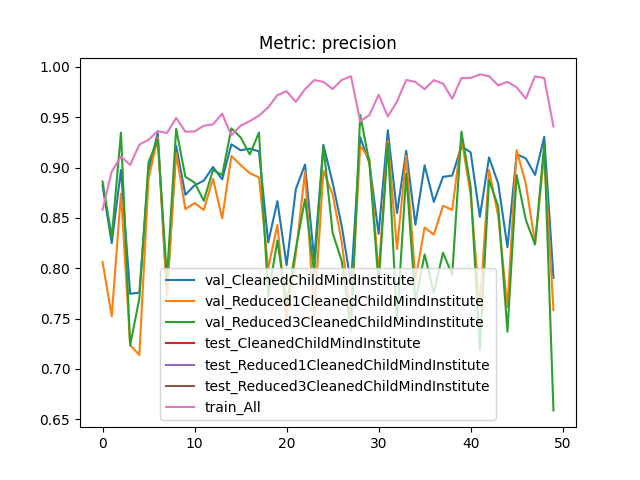 Metric: precision
1.00
0.95
0.90
0.85
0.80
0.75
0.70
0.65
val_CleanedChildMindInstitute
val_Reduced1CleanedChildMindInstitute
val_Reduced3CleanedChildMindInstitute
test_CleanedChildMindInstitute
test_Reduced1CleanedChildMindInstitute
test_Reduced3CleanedChildMindInstitute
train_All
0 10 20 30 40 50